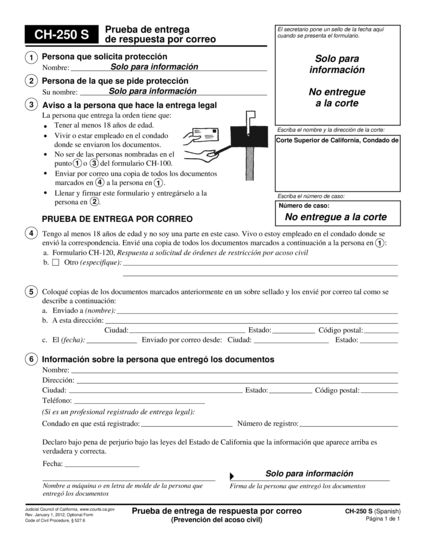 CH-250 S
Prueba de entrega
de respuesta por correo
El secretario pone un sello de la fecha aquí
cuando se presenta el formulario.
Solo para
información
No entregue
a la corte
Escriba el nombre y la dirección de la corte:
Corte Superior de California, Condado de
Escriba el número de caso:
Número de caso:
No entregue a la corte
1 Persona que solicita protección
Nombre: Solo para información
2 Persona de la que se pide protección
Su nombre: Solo para información
3 Aviso a la persona que hace la entrega legal
La persona que entrega la orden tiene que:
• Tener al menos 18 años de edad.
• Vivir o estar empleado en el condado donde
donde se enviaron los documentos.
• No ser de las personas nombradas en el
punto 1 o 3 del formulario CH-100.
• Enviar por correo una copia de todos los documentos
marcados en 4 a la persona en 1.
• Llenar y firmar este formulario y entregárselo a la
persona en 2.
PRUEBA DE ENTREGA POR CORREO
4 Tengo al menos 18 años de edad y no soy una parte en este caso. Vivo o estoy empleado en el condado donde se
envió la correspondencia. Envié una copia de todos los documentos marcados a continuación a la persona en 1:
a. Formulario CH-120, Respuesta a solicitud de órdenes de restricción por acoso civil
b. Otro (especifique):
5 Coloqué copias de los documentos marcados anteriormente en un sobre sellado y los envié por correo tal como se
describe a continuación:
a. Enviado a (nombre):
b. A esta dirección:
Ciudad: Estado: Código postal:
c. El (fecha): Enviado por correo desde: Ciudad: Estado:
6 Información sobre la persona que entregó los documentos
Nombre:
Dirección:
Ciudad: Estado: Código postal:
Teléfono:
(Si es un profesional registrado de entrega legal):
Condado en que está registrado: Número de registro:
Declaro bajo pena de perjurio bajo las leyes del Estado de California que la información que aparece arriba es
verdadera y correcta.
Fecha:
Solo para información
Nombre a máquina o en letra de molde de la persona que
entregó los documentos
Firma de la persona que entregó los documentos
Judicial Council of California, www.courts.ca.gov
Rev. January 1, 2012, Optional Form
Code of Civil Procedure, § 527.6
Prueba de entrega de respuesta por correo
(Prevención del acoso civil)
CH-250 S (Spanish)
Página 1 de 1